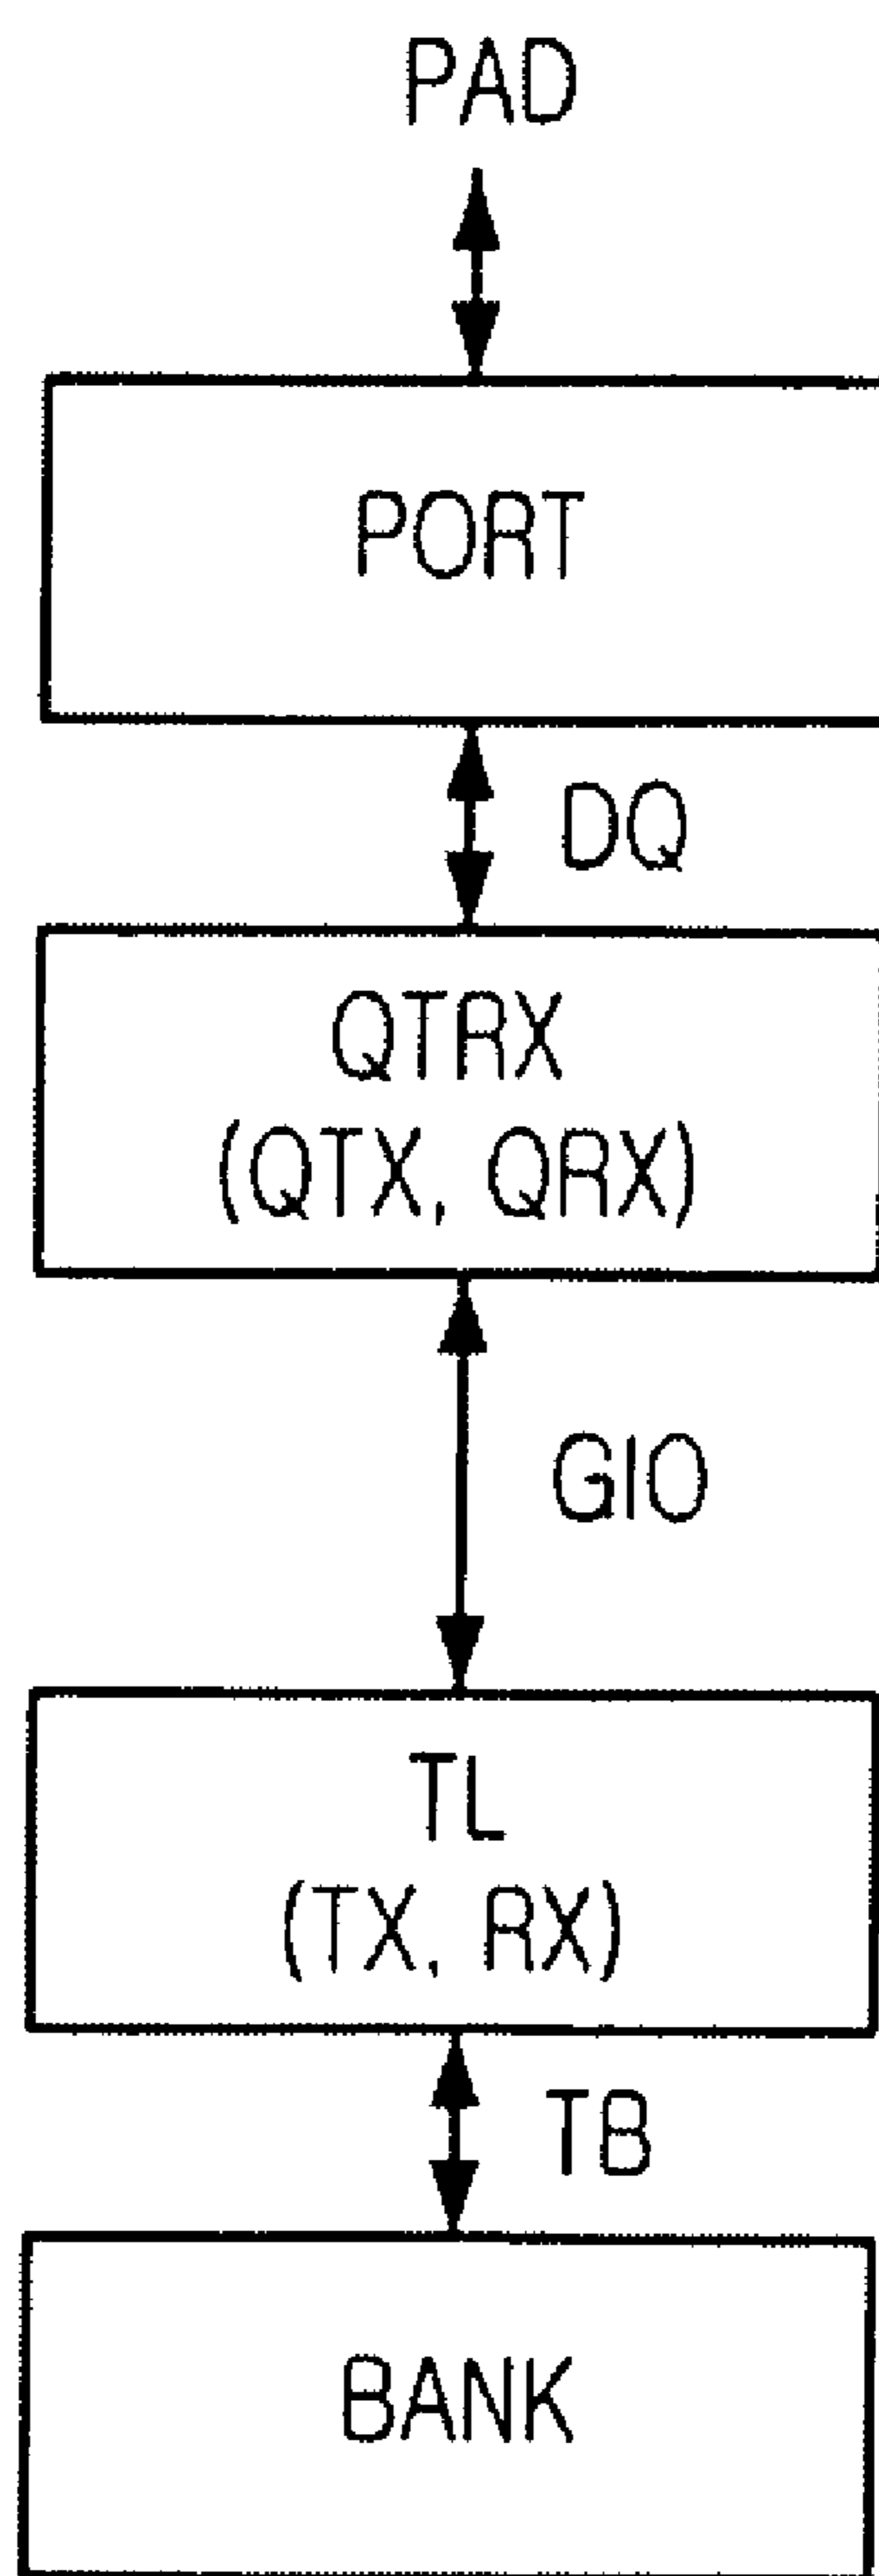 PAD
PORT
DQ
QTRX
(QTX, QRX)
GIO
TL
(TX, RX)
TB
BANK